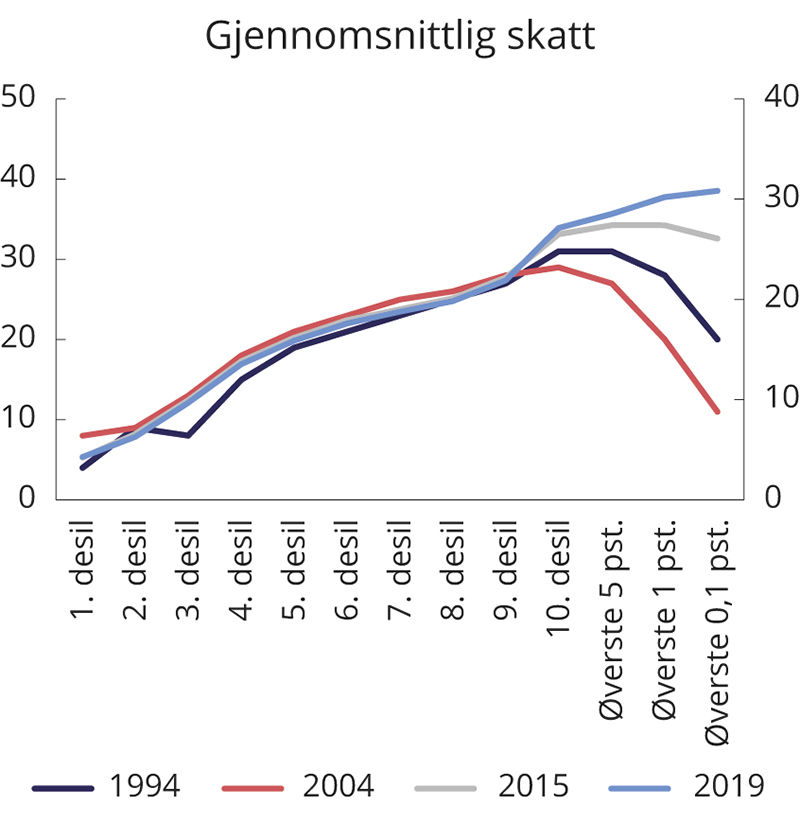 Gjennomsnittlig skatt
50
40
30
20
10
0
40
30
20
10
0
1. desil
2. desil
3. desil
4. desil
5. desil
6. desil
7. desil
8. desil
9. desil
10. desil
Øverste 5 pst.
Øverste 1 pst.
Øverste 0,1 pst.
1994
2004
2015
2019